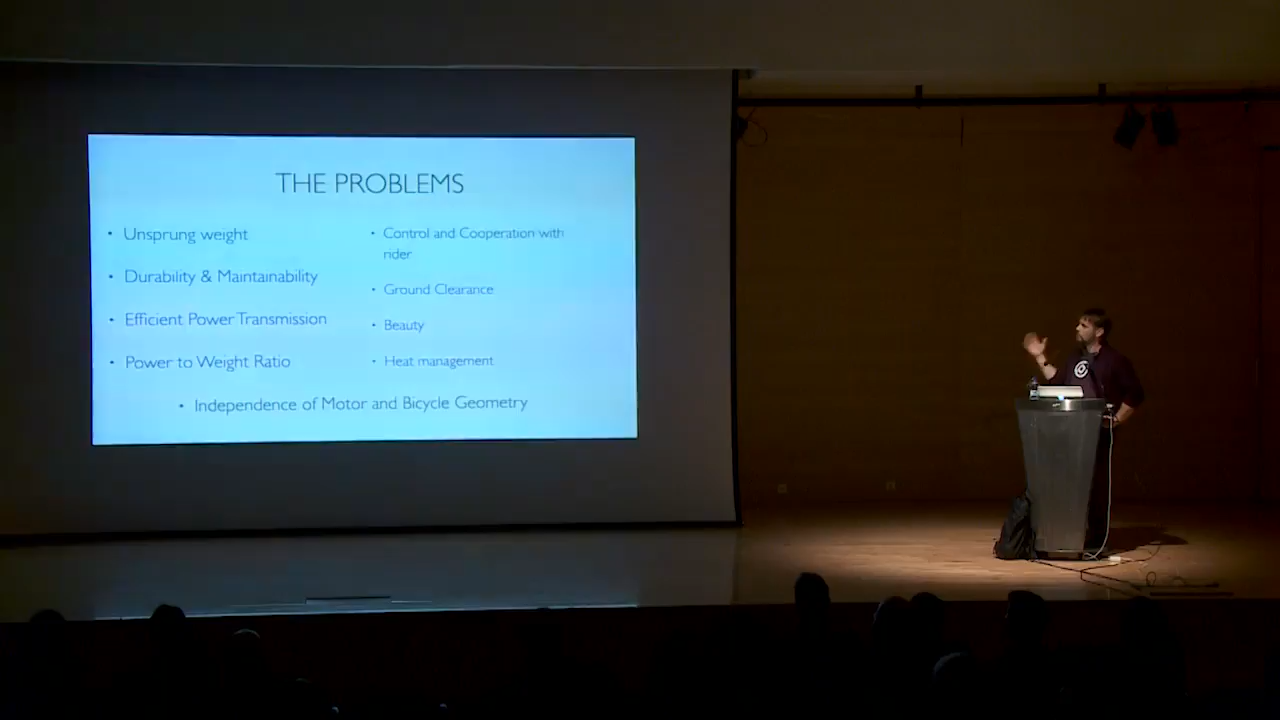 THE PROBLEMS
• Unsprung weight
• Durability & Maintainability
• Efficient Power Transmission
• Power to Weight Ratio
• Control and Cooperation with
rider
• Ground Clearance
• Beauty
• Heat management
• Independence of Motor and Bicycle Geometry